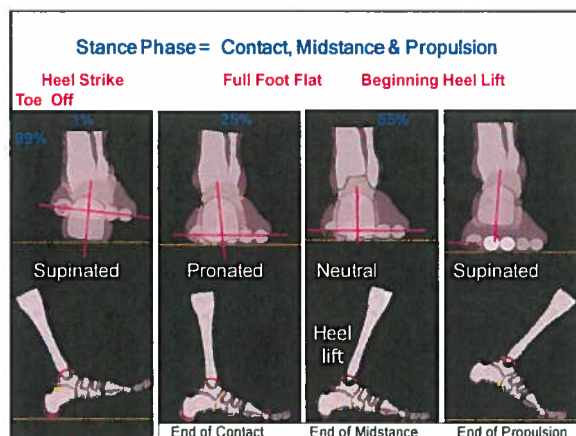 Stance Phase = Contact, Midstance & Propulsion
Heel Strike Full Foot Flat Beginning Heel Lift
Toe Off
1% 25% 55%
99%
Supinated Pronated Neutral Supinated
Heel
lift
End of Contact End of Midstance End of Propulsion